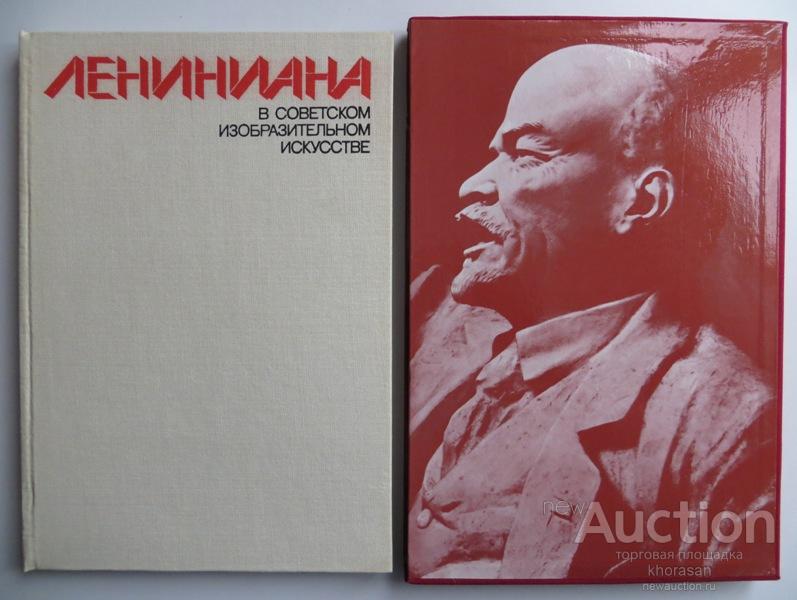 ЛЕНИНИАНА
В СОВЕТСКОМ
ИЗОБРАЗИТЕЛЬНОМ
ИСКУССТВЕ
new
Auction
торговая площадка
khorasan
newauction.ru